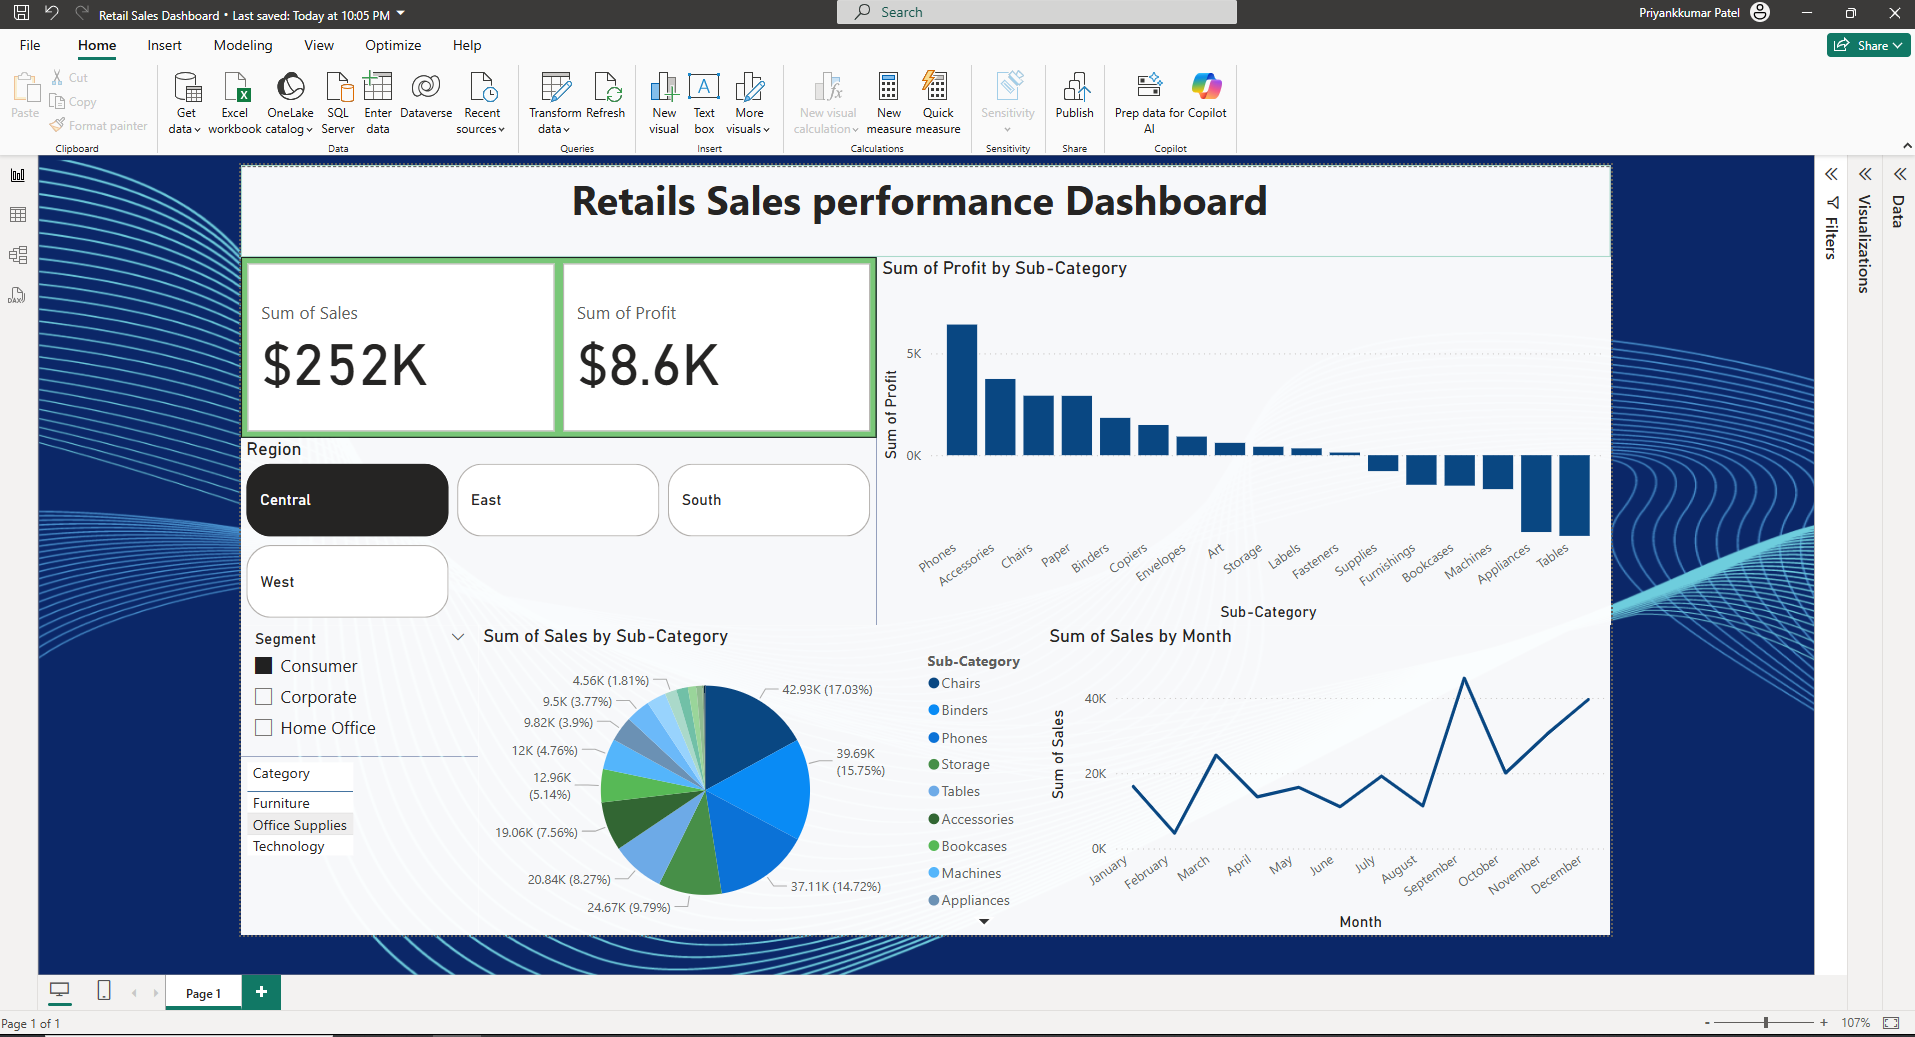 Retail Sales Dashboard • Last saved: Today at 10:05 PM
Search
Priyankkumar Patel
File
Home
Insert
Modeling
View
Optimize
Help
Share
Paste
Cut
Copy
Format painter
Clipboard
Get
data
Excel
workbook
OneLake
catalog
SQL
Server
Enter
data
Dataverse
Recent
sources
Data
Transform
data
Refresh
Queries
New
visual
A
Text
box
More
visuals
Insert
fx
New visual
calculation
New
measure
Quick
measure
Calculations
Sensitivity
Sensitivity
Publish
Share
Prep data for
AI
Copilot
Copilot
DAX
Retails Sales performance Dashboard
Sum of Sales
$252K
Sum of Profit
$8.6K
Region
Central
East
South
West
Sum of Profit by Sub-Category
Sum of Profit
5K
0K
Phones
Accessories
Chairs
Paper
Binders
Copiers
Envelopes
Art
Storage
Labels
Fasteners
Supplies
Furnishings
Bookcases
Machines
Appliances
Tables
Sub-Category
Segment
Consumer
Corporate
Home Office
Category
Furniture
Office Supplies
Technology
Sum of Sales by Sub-Category
42.93K (17.03%)
39.69K
(15.75%)
37.11K (14.72%)
24.67K (9.79%)
20.84K (8.27%)
19.06K (7.56%)
12.96K
(5.14%)
12K (4.76%)
9.82K (3.9%)
9.5K (3.77%)
4.56K (1.81%)
Sub-Category
Chairs
Binders
Phones
Storage
Tables
Accessories
Bookcases
Machines
Appliances
Sum of Sales by Month
Sum of Sales
40K
20K
0K
January
February
March
April
May
June
July
August
September
October
November
December
Month
Filters
Visualizations
Data
Page 1
+
Page 1 of 1
- + 107%